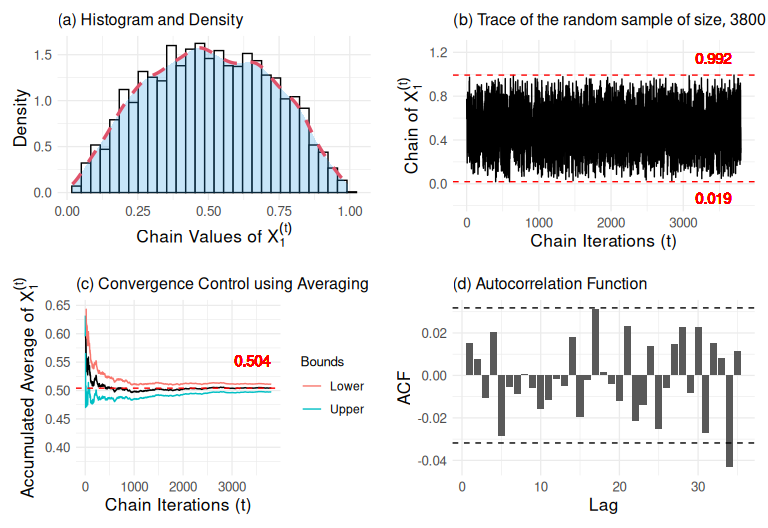 (a) Histogram and Density
Density
1.5
1.0
0.5
0.0
0.00 0.25 0.50 0.75 1.00
Chain Values of X₁⁽ᵗ⁾
(b) Trace of the random sample of size, 3800
Chain of X₁⁽ᵗ⁾
1.2
0.8
0.4
0.0
0.992
0.019
0 1000 2000 3000
Chain Iterations (t)
(c) Convergence Control using Averaging
Accumulated Average of X₁⁽ᵗ⁾
0.65
0.60
0.55
0.50
0.45
0.40
0.504
0 1000 2000 3000
Chain Iterations (t)
Bounds
Lower
Upper
(d) Autocorrelation Function
ACF
0.02
0.00
-0.02
-0.04
0 10 20 30
Lag